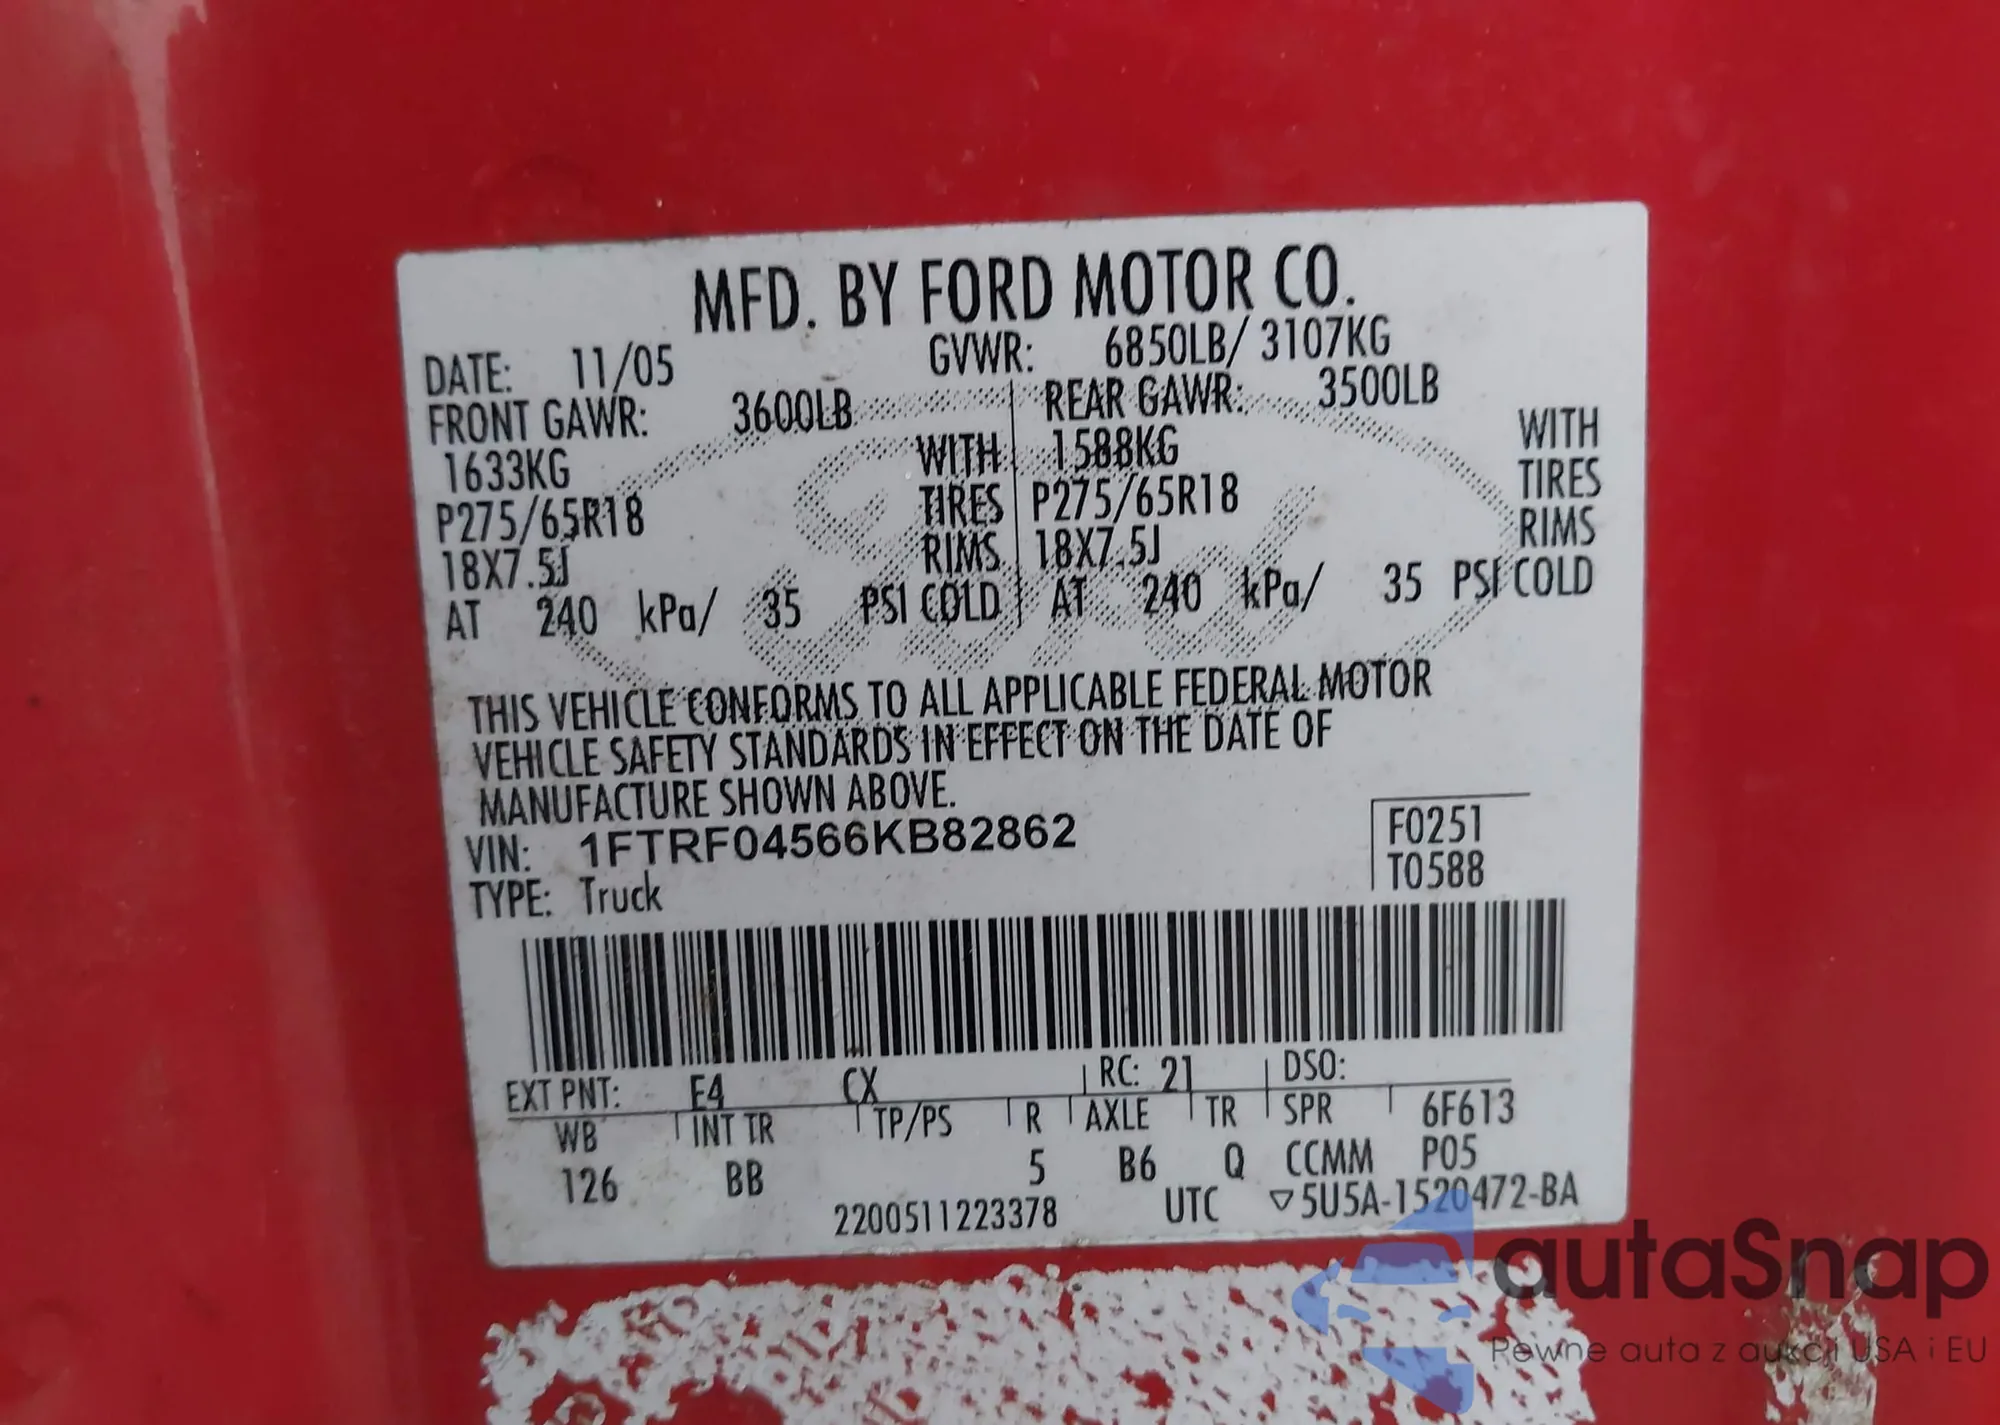 MFD. BY FORD MOTOR CO.
DATE: 11/05 GVWR: 6850LB/ 3107KG
FRONT GAWR: 3600LB REAR GAWR: 3500LB
1633KG WITH 1588KG WITH
P275/65R18 TIRES P275/65R18 TIRES
18X7.5J RIMS 18X7.5J RIMS
AT 240 kPa/ 35 PSI COLD AT 240 kPa/ 35 PSI COLD
THIS VEHICLE CONFORMS TO ALL APPLICABLE FEDERAL MOTOR
VEHICLE SAFETY STANDARDS IN EFFECT ON THE DATE OF
MANUFACTURE SHOWN ABOVE.
VIN: 1FTRF04566KB82862 F0251
TYPE: Truck T0588
EXT PNT: E4 CX RC: 21 DSO:
WB INT TR TP/PS R AXLE TR SPR 6F613
126 BB 5 B6 Q CCMM P05
2200511223378 UTC ▽5U5A-1520472-BA
autaSnap
Pewne auta z aukcji USA i EU